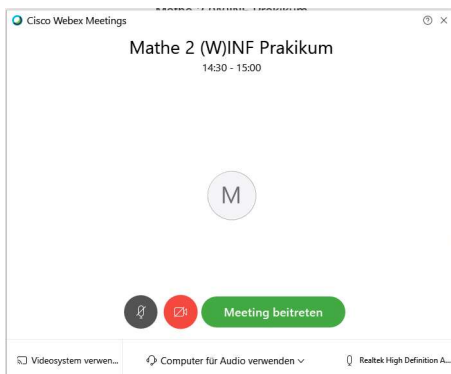 Cisco Webex Meetings
Mathe 2 (W)INF Prakikum
14:30 - 15:00
M
Meeting beitreten
Videosystem verwen...
Computer für Audio verwenden
Realtek High Definition A...